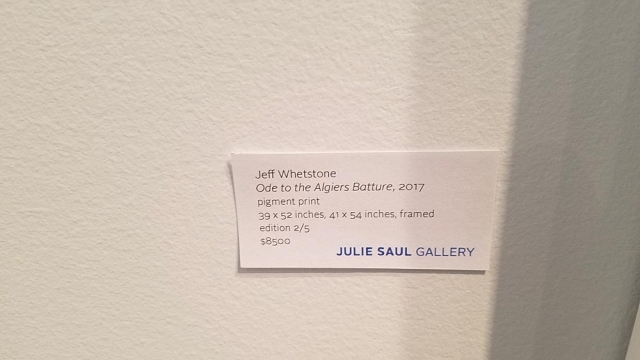 Jeff Whetstone
Ode to the Algiers Batture, 2017
pigment print
39 x 52 inches, 41 x 54 inches, framed
edition 2/5
$8500
JULIE SAUL GALLERY